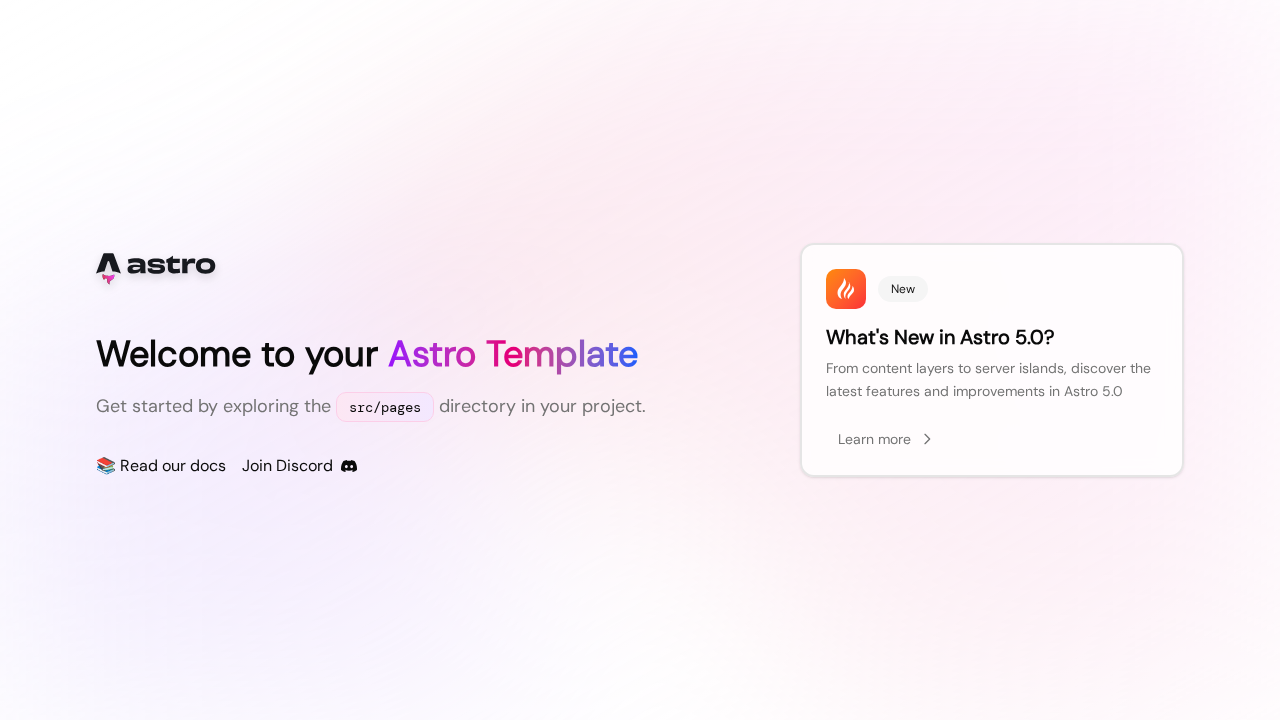 astro
Welcome to your Astro Template
Get started by exploring the src/pages directory in your project.
📚 Read our docs Join Discord
New
What's New in Astro 5.0?
From content layers to server islands, discover the
latest features and improvements in Astro 5.0
Learn more